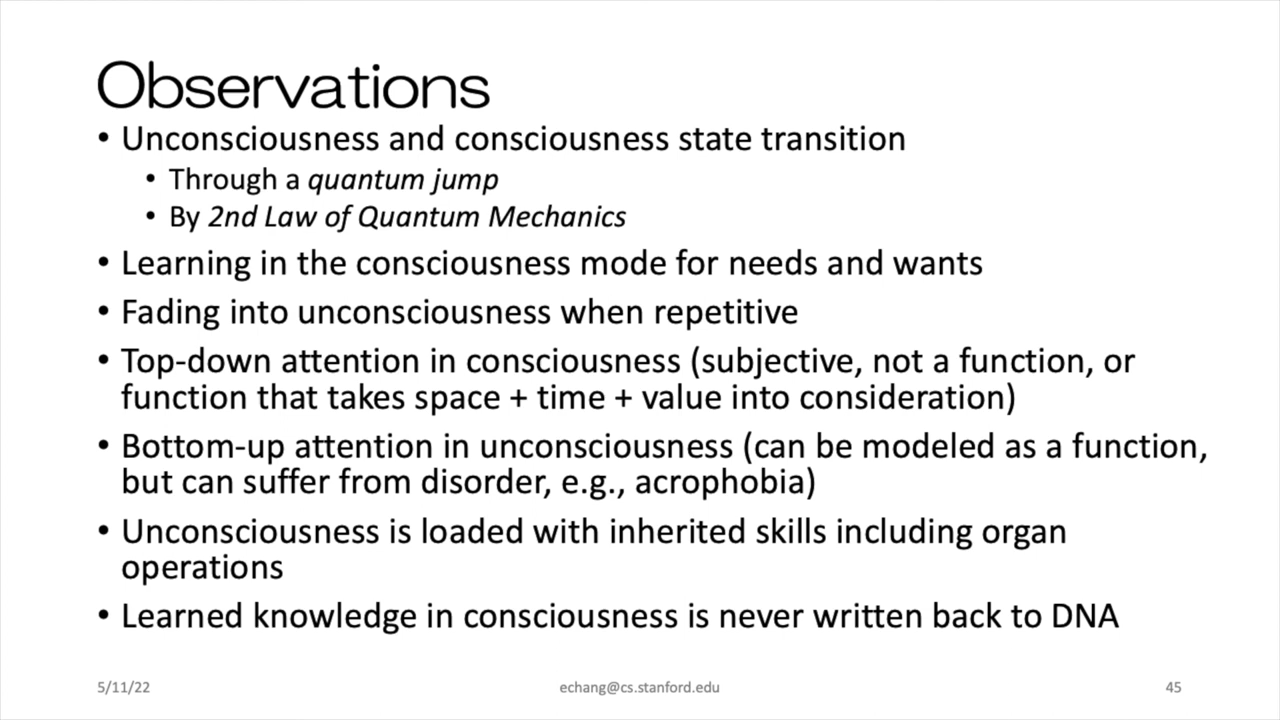 Observations
• Unconsciousness and consciousness state transition
• Through a quantum jump
• By 2nd Law of Quantum Mechanics
• Learning in the consciousness mode for needs and wants
• Fading into unconsciousness when repetitive
• Top-down attention in consciousness (subjective, not a function, or
function that takes space + time + value into consideration)
• Bottom-up attention in unconsciousness (can be modeled as a function,
but can suffer from disorder, e.g., acrophobia)
• Unconsciousness is loaded with inherited skills including organ
operations
• Learned knowledge in consciousness is never written back to DNA
5/11/22
echang@cs.stanford.edu
45